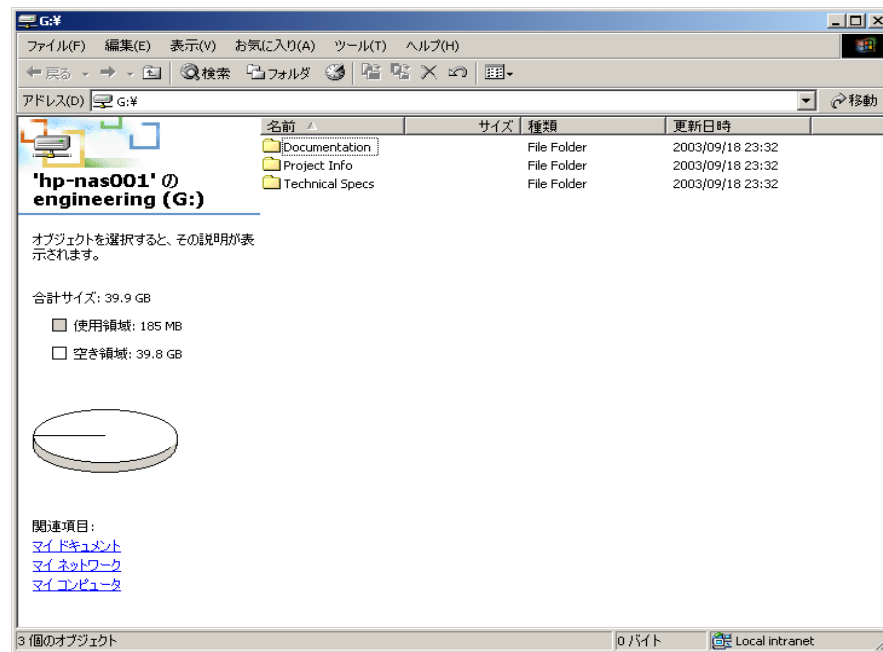 G:¥
ファイル(F) 編集(E) 表示(V) お気に入り(A) ツール(T) ヘルプ(H)
戻る 検索 フォルダ
アドレス(D) G:¥ 移動
名前 サイズ 種類 更新日時
Documentation File Folder 2003/09/18 23:32
Project Info File Folder 2003/09/18 23:32
Technical Specs File Folder 2003/09/18 23:32
'hp-nas001' の
engineering (G:)
オブジェクトを選択すると、その説明が表
示されます。
合計サイズ: 39.9 GB
使用領域: 185 MB
空き領域: 39.8 GB
関連項目:
マイ ドキュメント
マイ ネットワーク
マイ コンピュータ
3 個のオブジェクト 0 バイト Local intranet